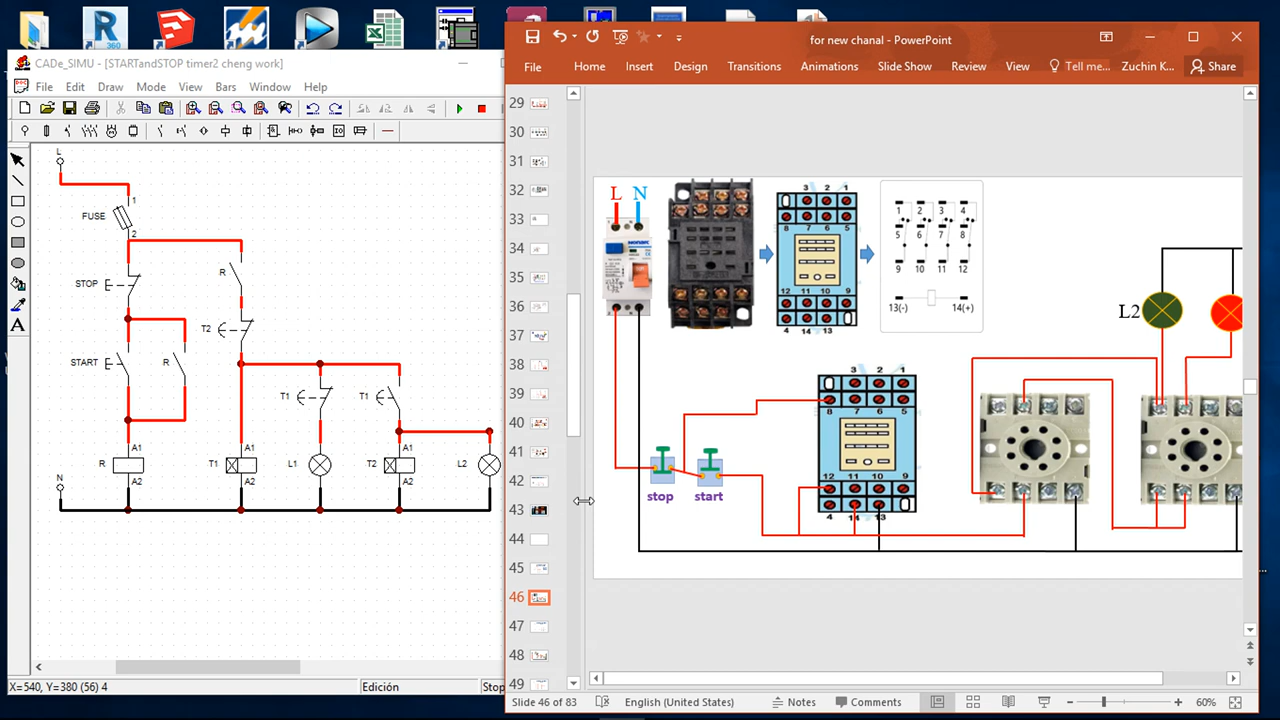 CADe_SIMU - [STARTandSTOP timer2 cheng work]
File Edit Draw Mode View Bars Window Help
L
FUSE
1
2
STOP
R
T2
START
R
T1
T1
A1
A1
A1
R
T1
L1
T2
L2
N
A2
A2
A2
X=540, Y=380 (56) 4
Edición
Stop
for new chanal - PowerPoint
File Home Insert Design Transitions Animations Slide Show Review View Tell me... Zuchin K... Share
29
30
31
32
33
34
35
36
37
38
39
40
41
42
43
44
45
46
47
48
49
L N
3 2 1
8 7 6 5
12 11 10 9
4 14 13
1 2 3 4
5 6 7 8
9 10 11 12
13(-) 14(+)
L2
3 2 1
8 7 6 5
12 11 10 9
4 14 13
stop start
Slide 46 of 83
English (United States)
Notes
Comments
60%